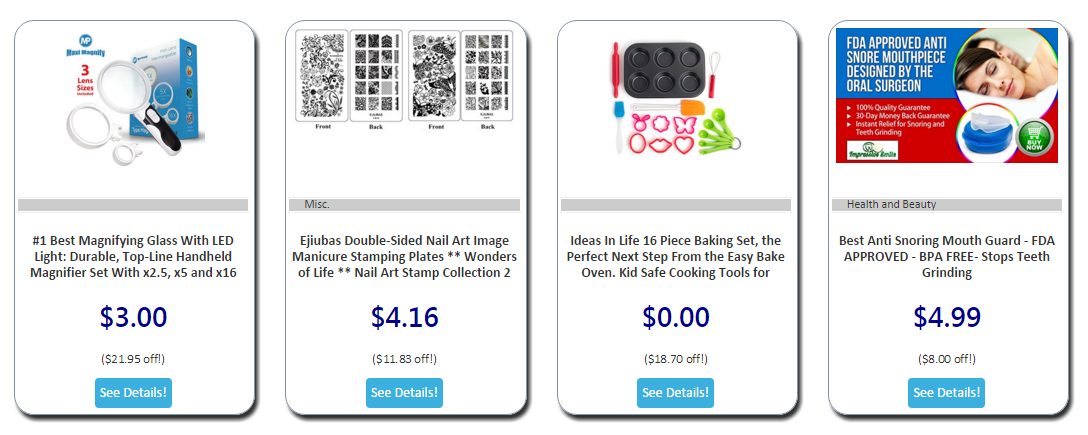 Maxi Magnify
3
Lens
Sizes
Included
#1 Best Magnifying Glass With LED
Light: Durable, Top-Line Handheld
Magnifier Set With x2.5, x5 and x16
$3.00
($21.95 off!)
See Details!
Front
Back
Front
Back
Misc.
Ejiubas Double-Sided Nail Art Image
Manicure Stamping Plates ** Wonders
of Life ** Nail Art Stamp Collection 2
$4.16
($11.83 off!)
See Details!
Ideas In Life 16 Piece Baking Set, the
Perfect Next Step From the Easy Bake
Oven. Kid Safe Cooking Tools for
$0.00
($18.70 off!)
See Details!
FDA APPROVED ANTI
SNORE MOUTHPIECE
DESIGNED BY THE
ORAL SURGEON
100% Quality Guarantee
30-Day Money Back Guarantee
Instant Relief for Snoring and
Teeth Grinding
Impressive Smile
BUY
NOW
Health and Beauty
Best Anti Snoring Mouth Guard - FDA
APPROVED - BPA FREE- Stops Teeth
Grinding
$4.99
($8.00 off!)
See Details!